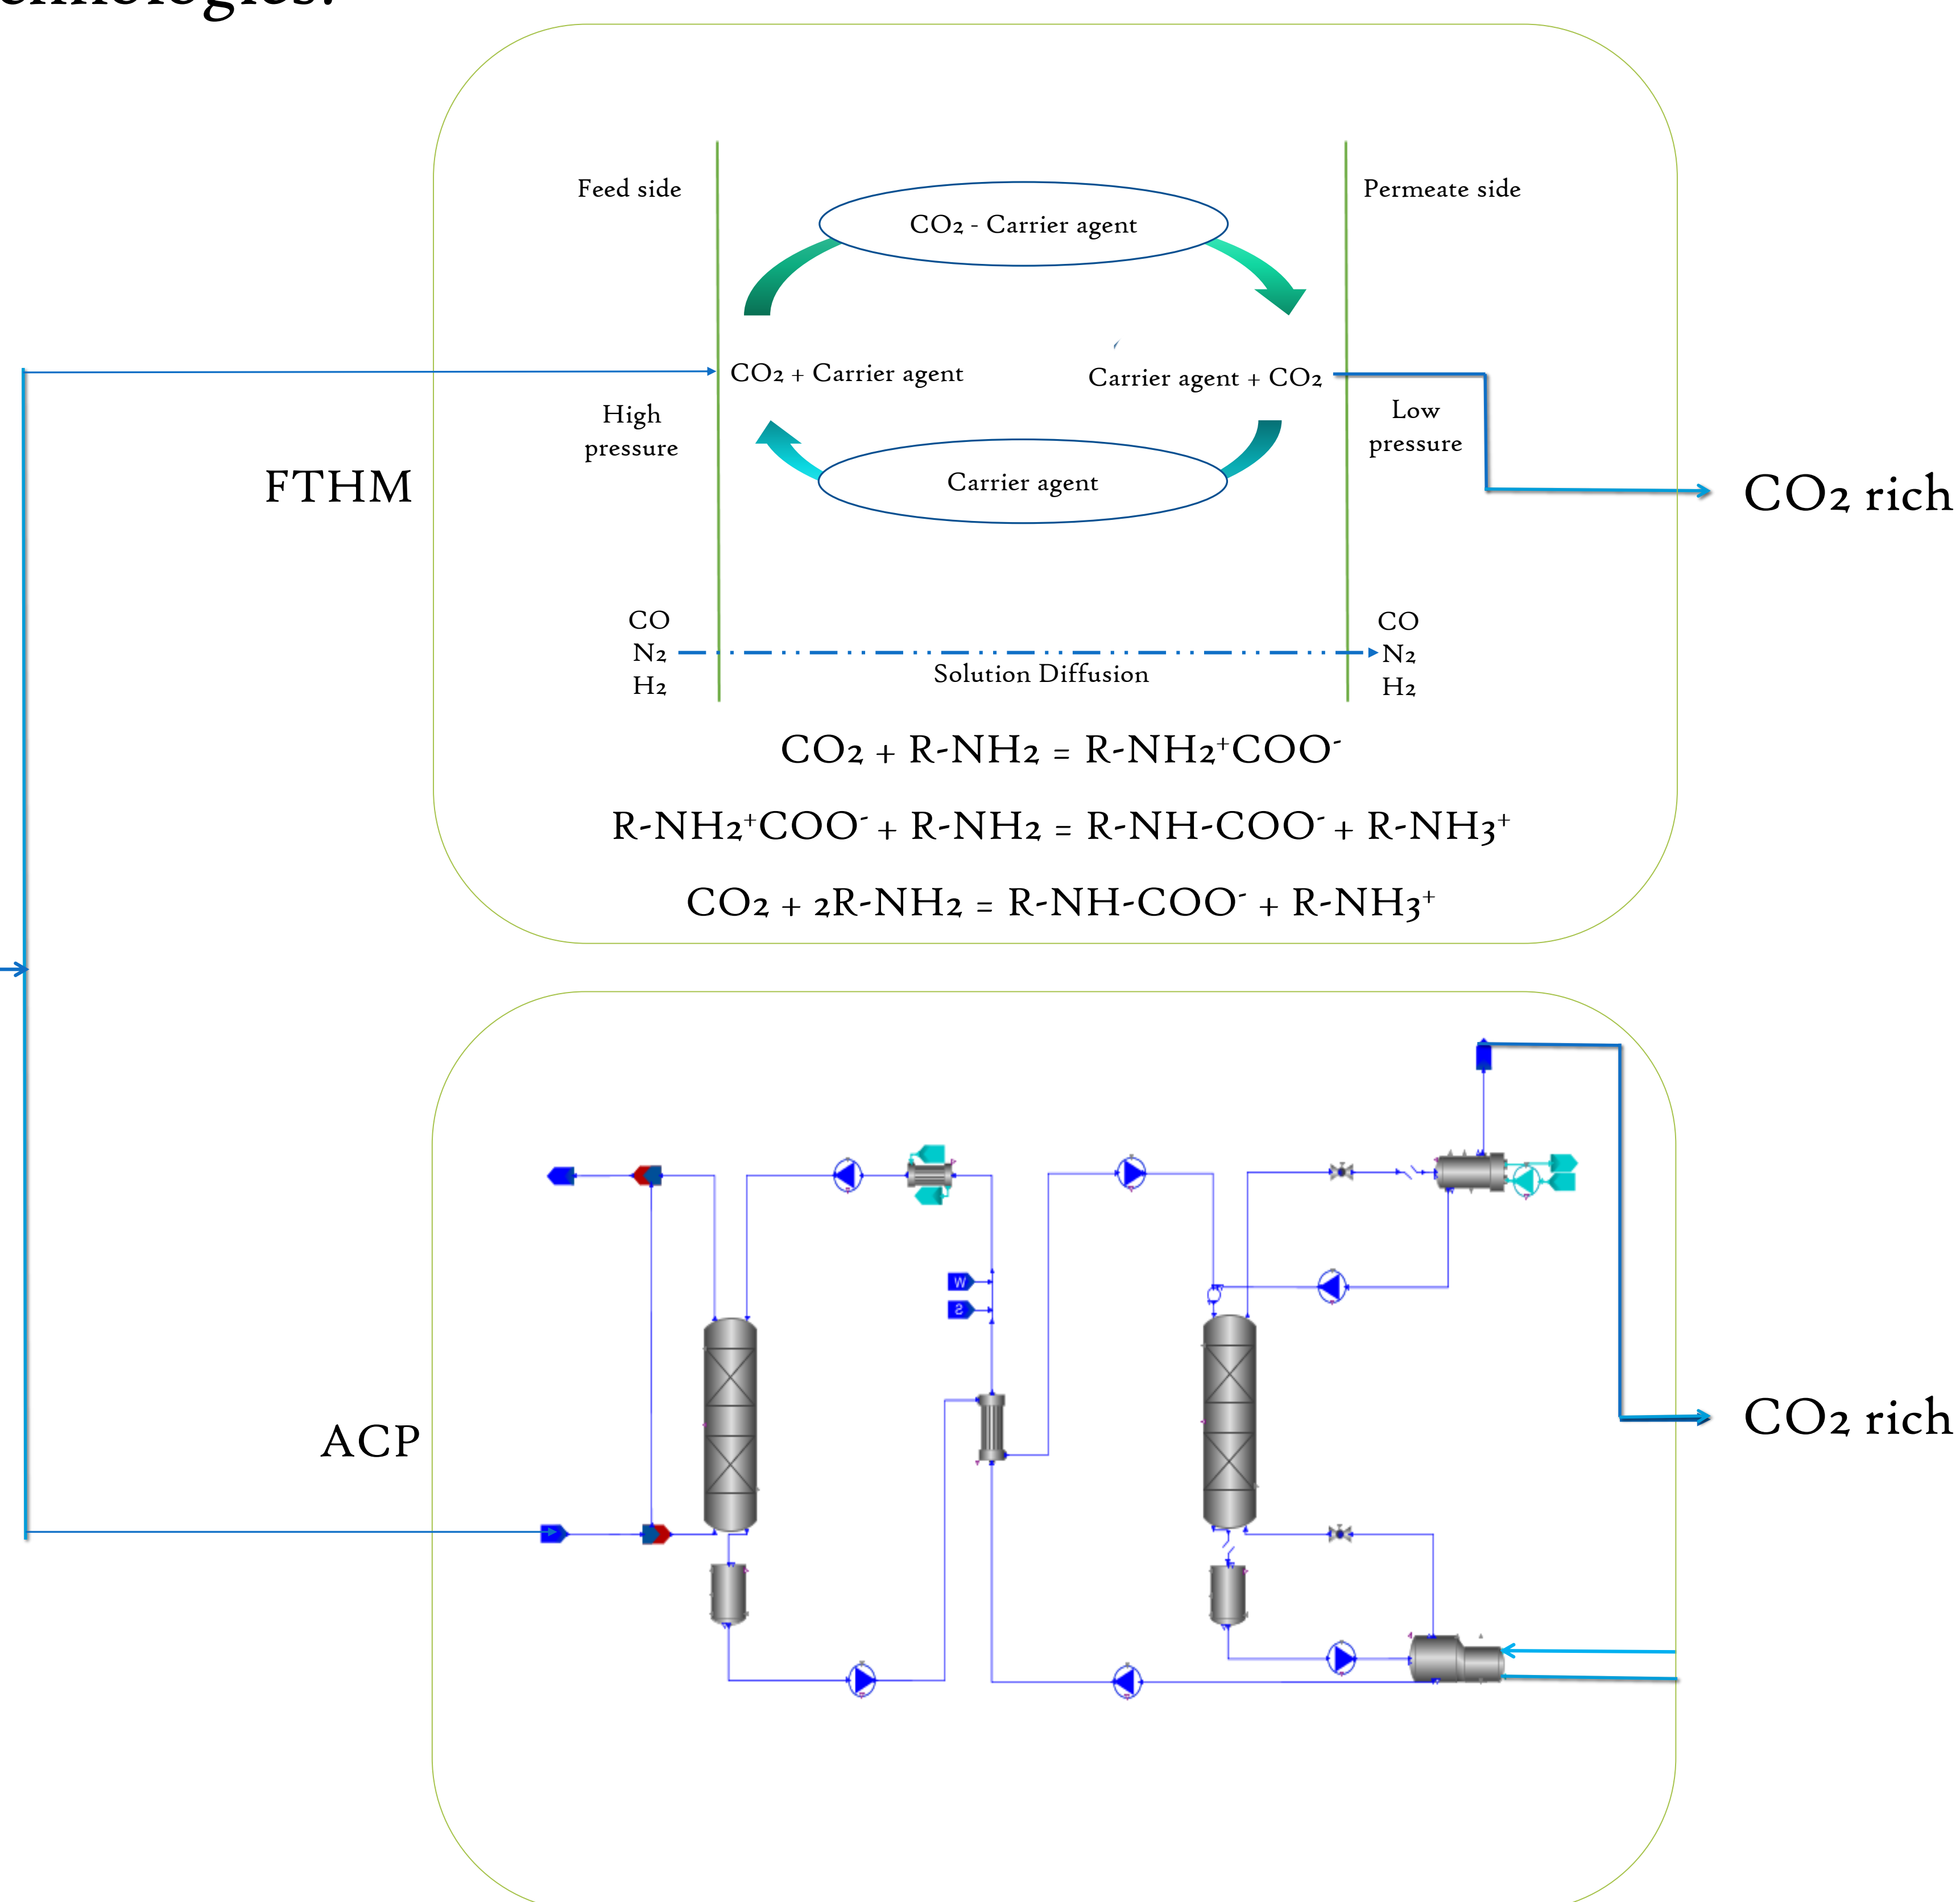 Feed side
Permeate side
CO2 - Carrier agent
CO2 + Carrier agent
Carrier agent + CO2
High
pressure
Low
pressure
FTHM
Carrier agent
CO2 rich
CO
N2
H2
Solution Diffusion
CO
N2
H2
CO2 + R-NH2 = R-NH2⁺COO⁻
R-NH2⁺COO⁻ + R-NH2 = R-NH-COO⁻ + R-NH3⁺
CO2 + 2R-NH2 = R-NH-COO⁻ + R-NH3⁺
W
S
ACP
CO2 rich